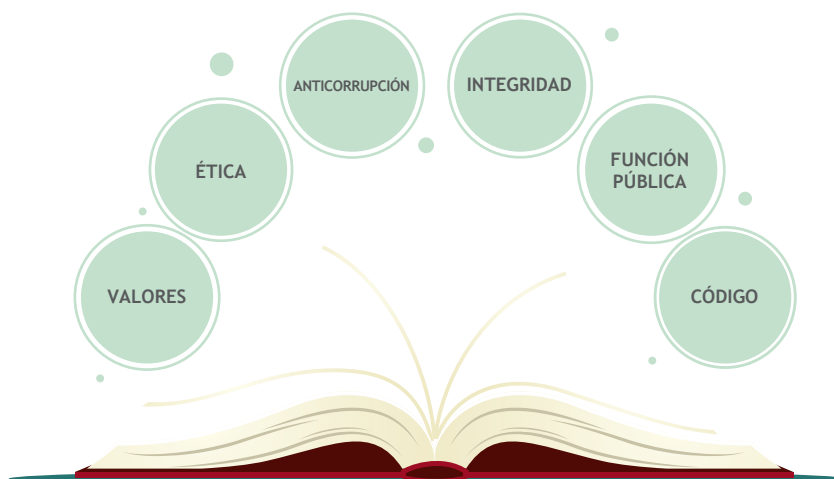 VALORES
ÉTICA
ANTICORRUPCIÓN
INTEGRIDAD
FUNCIÓN
PÚBLICA
CÓDIGO